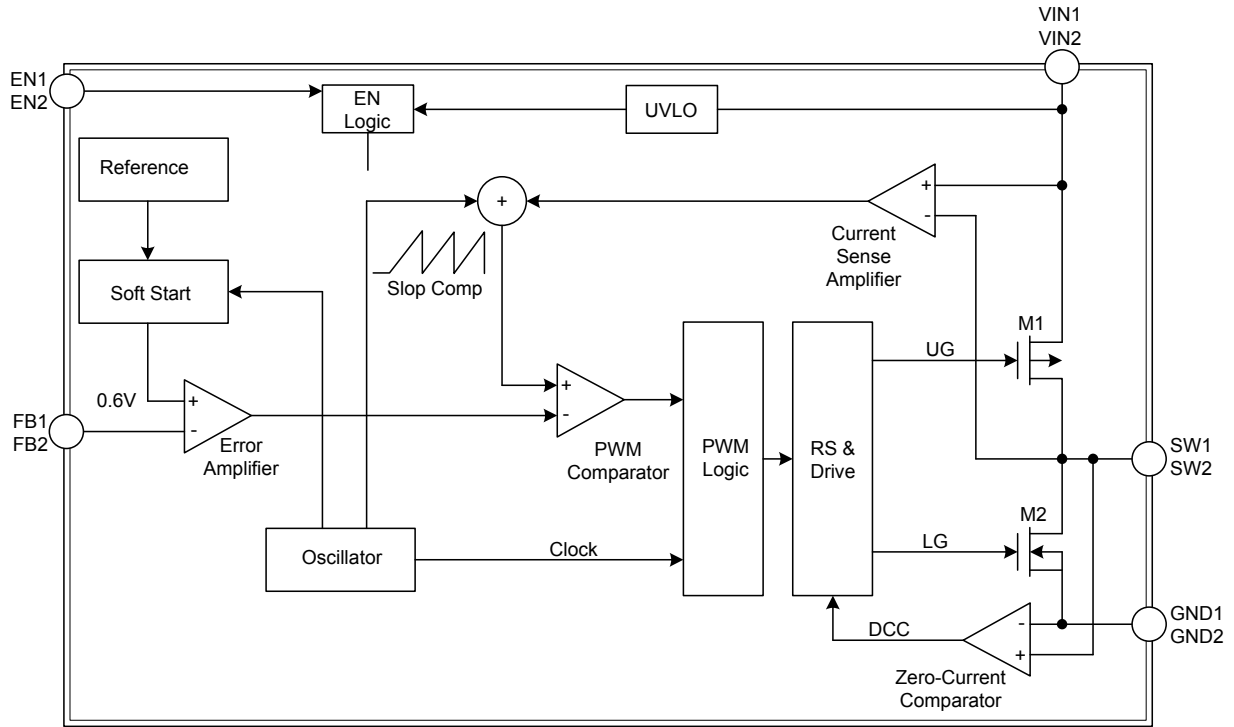 VIN1
VIN2
EN1
EN2
EN
Logic
UVLO
Reference
+
+
-
Current
Sense
Amplifier
Slop Comp
Soft Start
M1
UG
0.6V
+
-
+
-
FB1
FB2
Error
Amplifier
PWM
Comparator
PWM
Logic
RS &
Drive
SW1
SW2
M2
Oscillator
Clock
LG
DCC
-
+
GND1
GND2
Zero-Current
Comparator